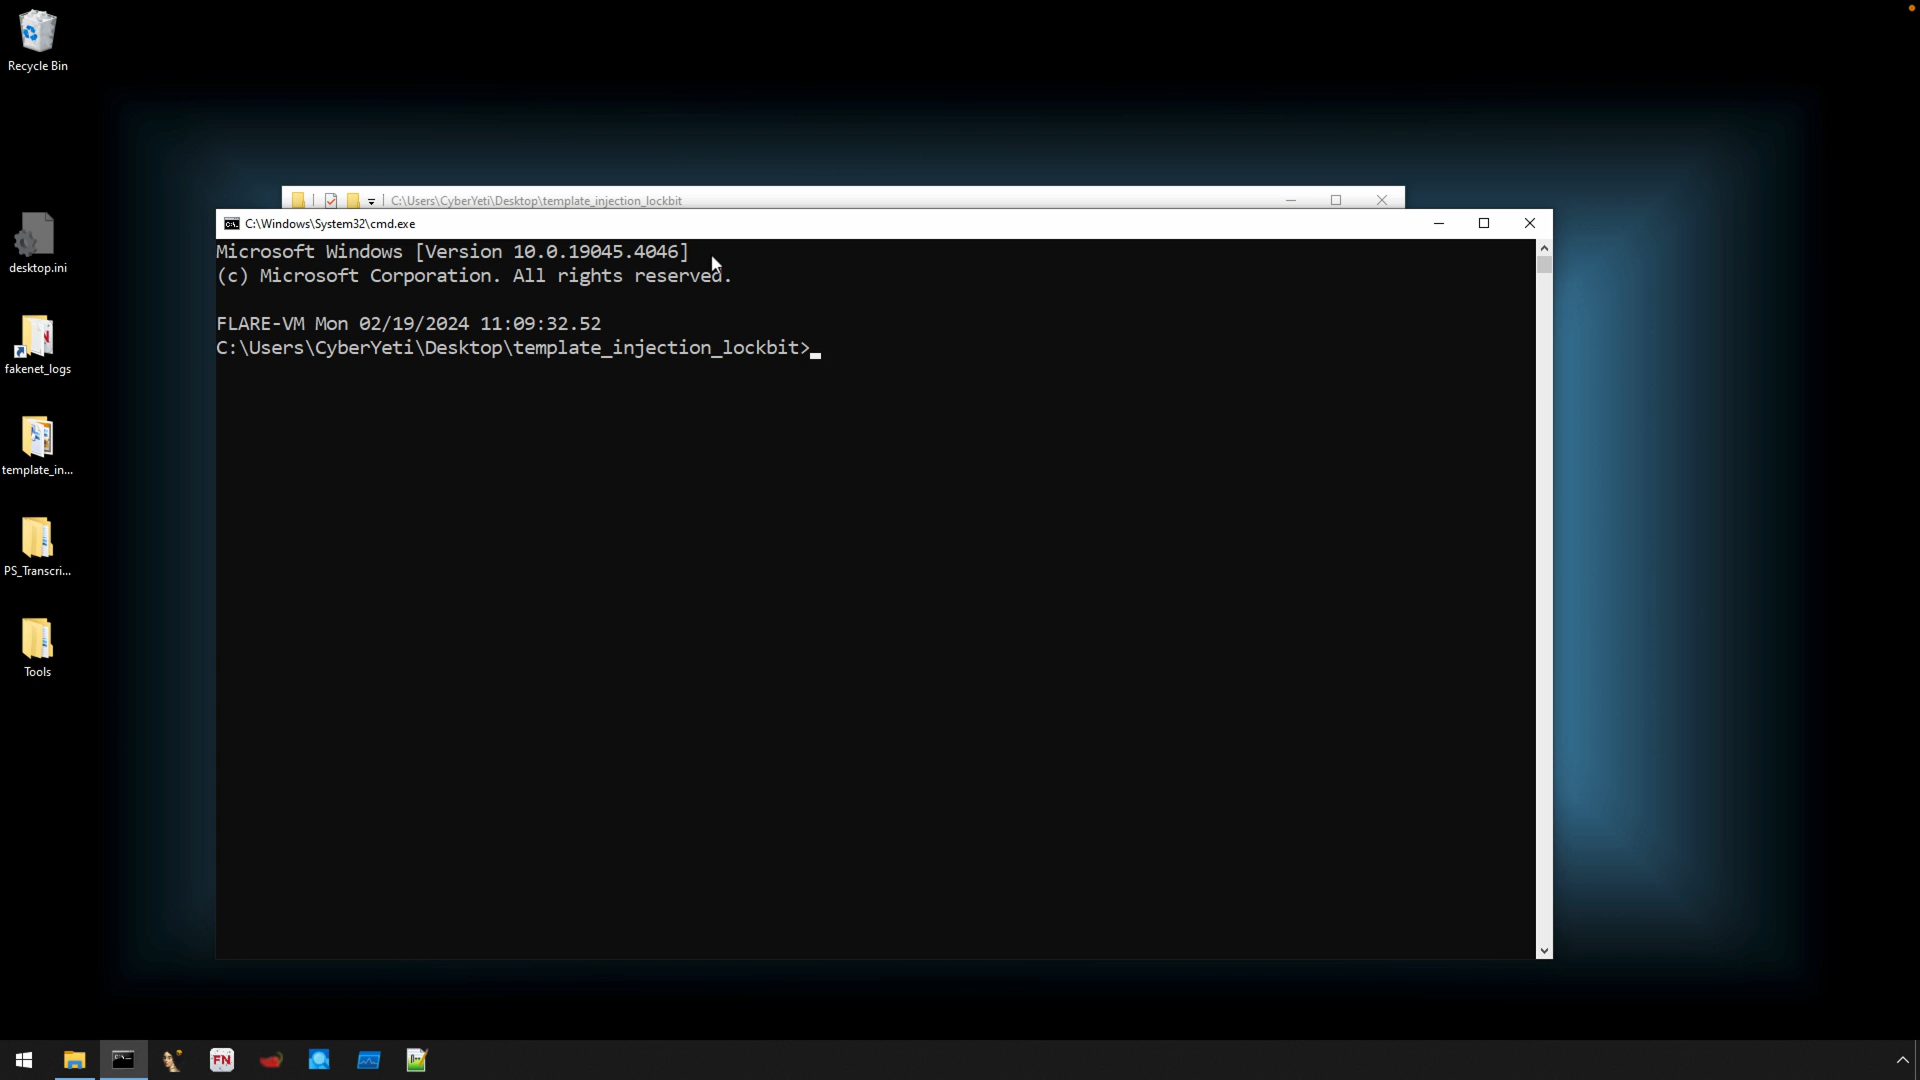 Recycle Bin
desktop.ini
fakenet_logs
template_in...
PS_Transcri...
Tools
C:\Users\CyberYeti\Desktop\template_injection_lockbit
C:\Windows\System32\cmd.exe
Microsoft Windows [Version 10.0.19045.4046]
(c) Microsoft Corporation. All rights reserved.
FLARE-VM Mon 02/19/2024 11:09:32.52
C:\Users\CyberYeti\Desktop\template_injection_lockbit>
FN